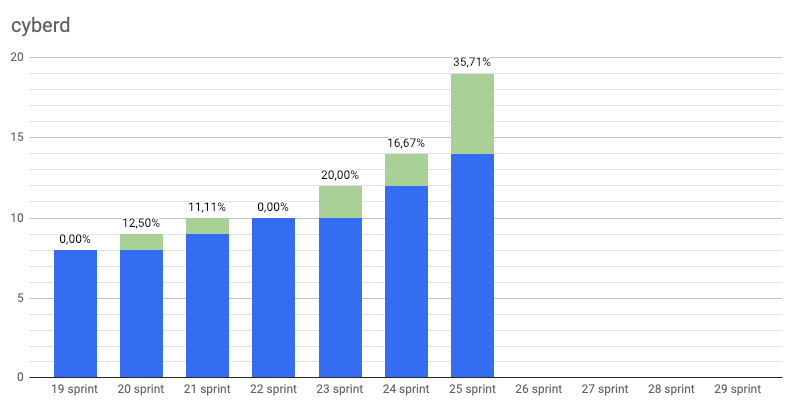 cyberd
20
35,71%
15
16,67%
20,00%
11,11%
0,00%
12,50%
10
0,00%
5
0
19 sprint
20 sprint
21 sprint
22 sprint
23 sprint
24 sprint
25 sprint
26 sprint
27 sprint
28 sprint
29 sprint